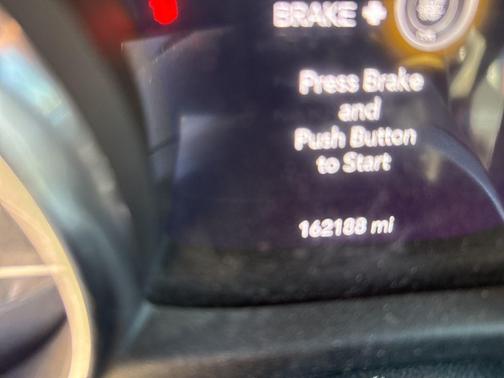 BRAKE +
Press Brake
and
Push Button
to Start
162188 mi